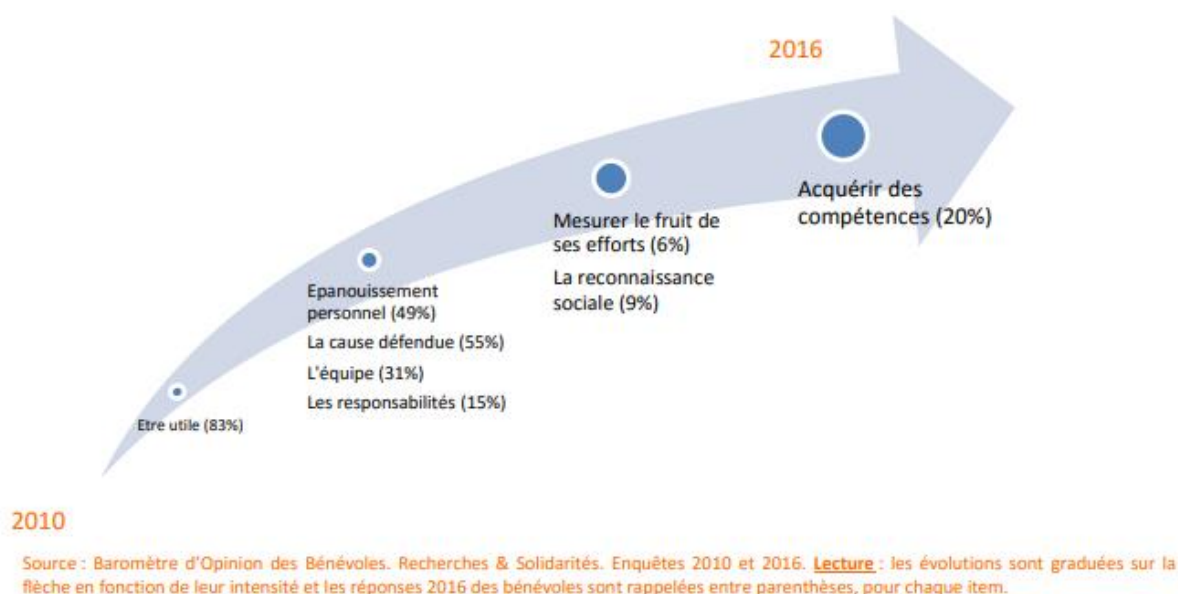 2016
Acquérir des
compétences (20%)
Mesurer le fruit de
ses efforts (6%)
La reconnaissance
sociale (9%)
Epanouissement
personnel (49%)
La cause défendue (55%)
L'équipe (31%)
Les responsabilités (15%)
Etre utile (83%)
2010
Source : Baromètre d'Opinion des Bénévoles. Recherches & Solidarités. Enquêtes 2010 et 2016. Lecture : les évolutions sont graduées sur la
flèche en fonction de leur intensité et les réponses 2016 des bénévoles sont rappelées entre parenthèses, pour chaque item.